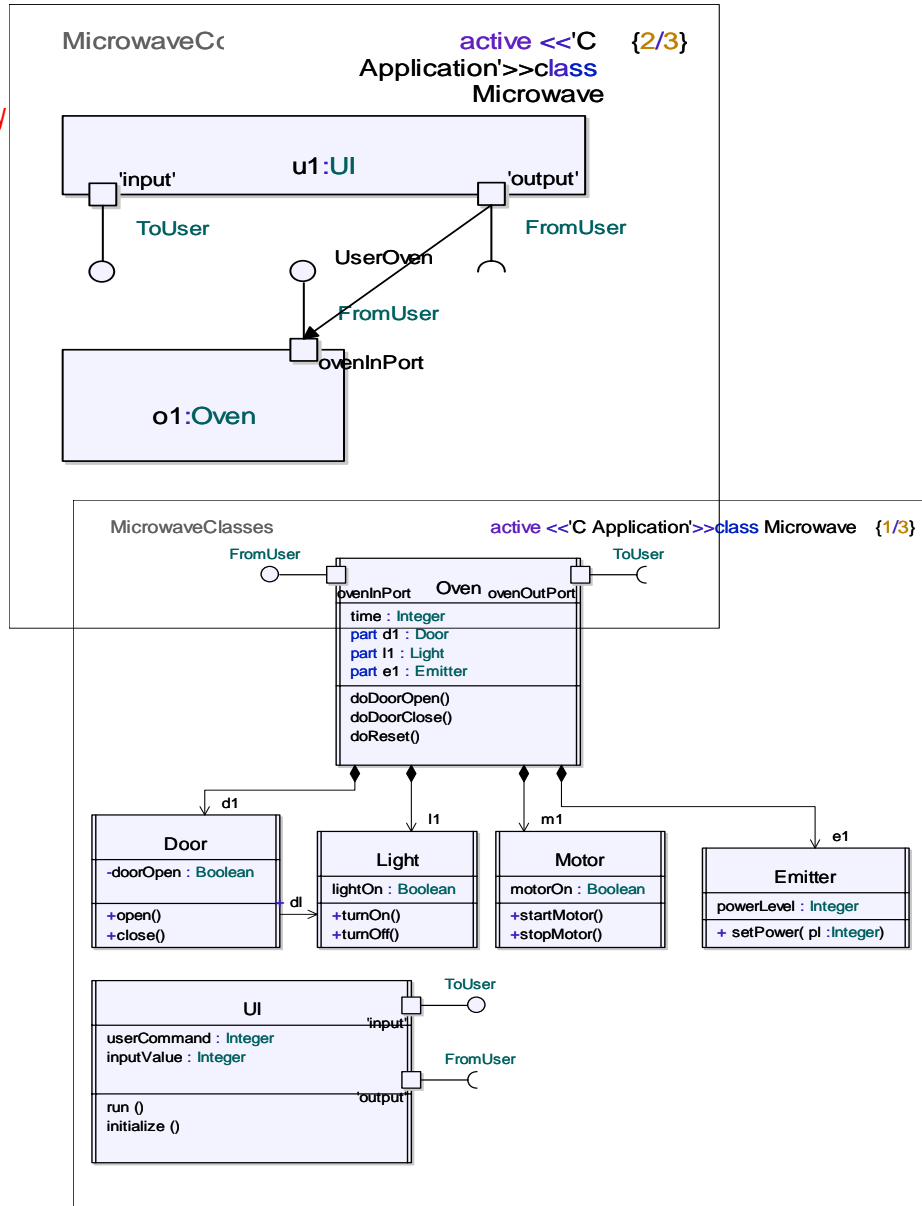 MicrowaveCc
active <<'C {2/3}
Application'>>class
Microwave
u1:UI
'input'
'output'
ToUser
FromUser
UserOven
FromUser
ovenInPort
o1:Oven
MicrowaveClasses
active <<'C Application'>>class Microwave {1/3}
FromUser
ToUser
ovenInPort
Oven
ovenOutPort
time : Integer
part d1 : Door
part l1 : Light
part e1 : Emitter
doDoorOpen()
doDoorClose()
doReset()
d1
l1
m1
e1
Door
-doorOpen : Boolean
+open()
+close()
+ dl
Light
lightOn : Boolean
+turnOn()
+turnOff()
Motor
motorOn : Boolean
+startMotor()
+stopMotor()
Emitter
powerLevel : Integer
+ setPower( pl :Integer)
UI
ToUser
'input'
userCommand : Integer
inputValue : Integer
FromUser
'output'
run ()
initialize ()